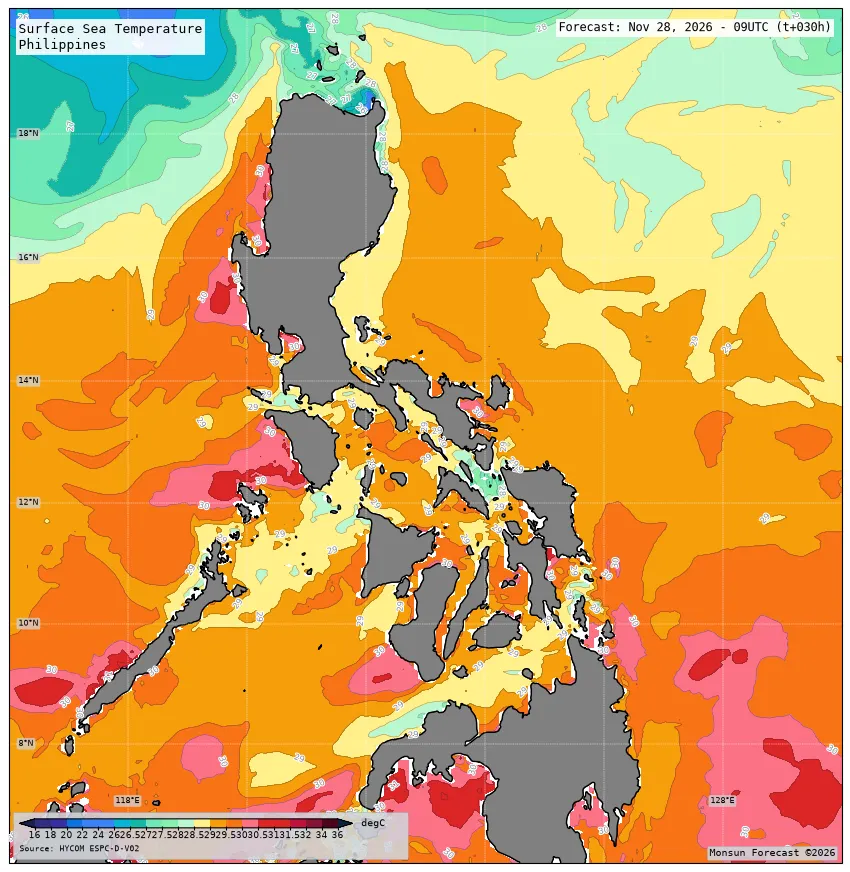 Surface Sea Temperature
Philippines
Forecast: Nov 28, 2026 - 09UTC (t+030h)
18°N
16°N
14°N
12°N
10°N
8°N
118°E
128°E
16 18 20 22 24 26 26.5 27 27.5 28 28.5 29 29.5 30 30.5 31 31.5 32 34 36 degC
Source: HYCOM ESPC-D-V02
Monsun Forecast ©2026